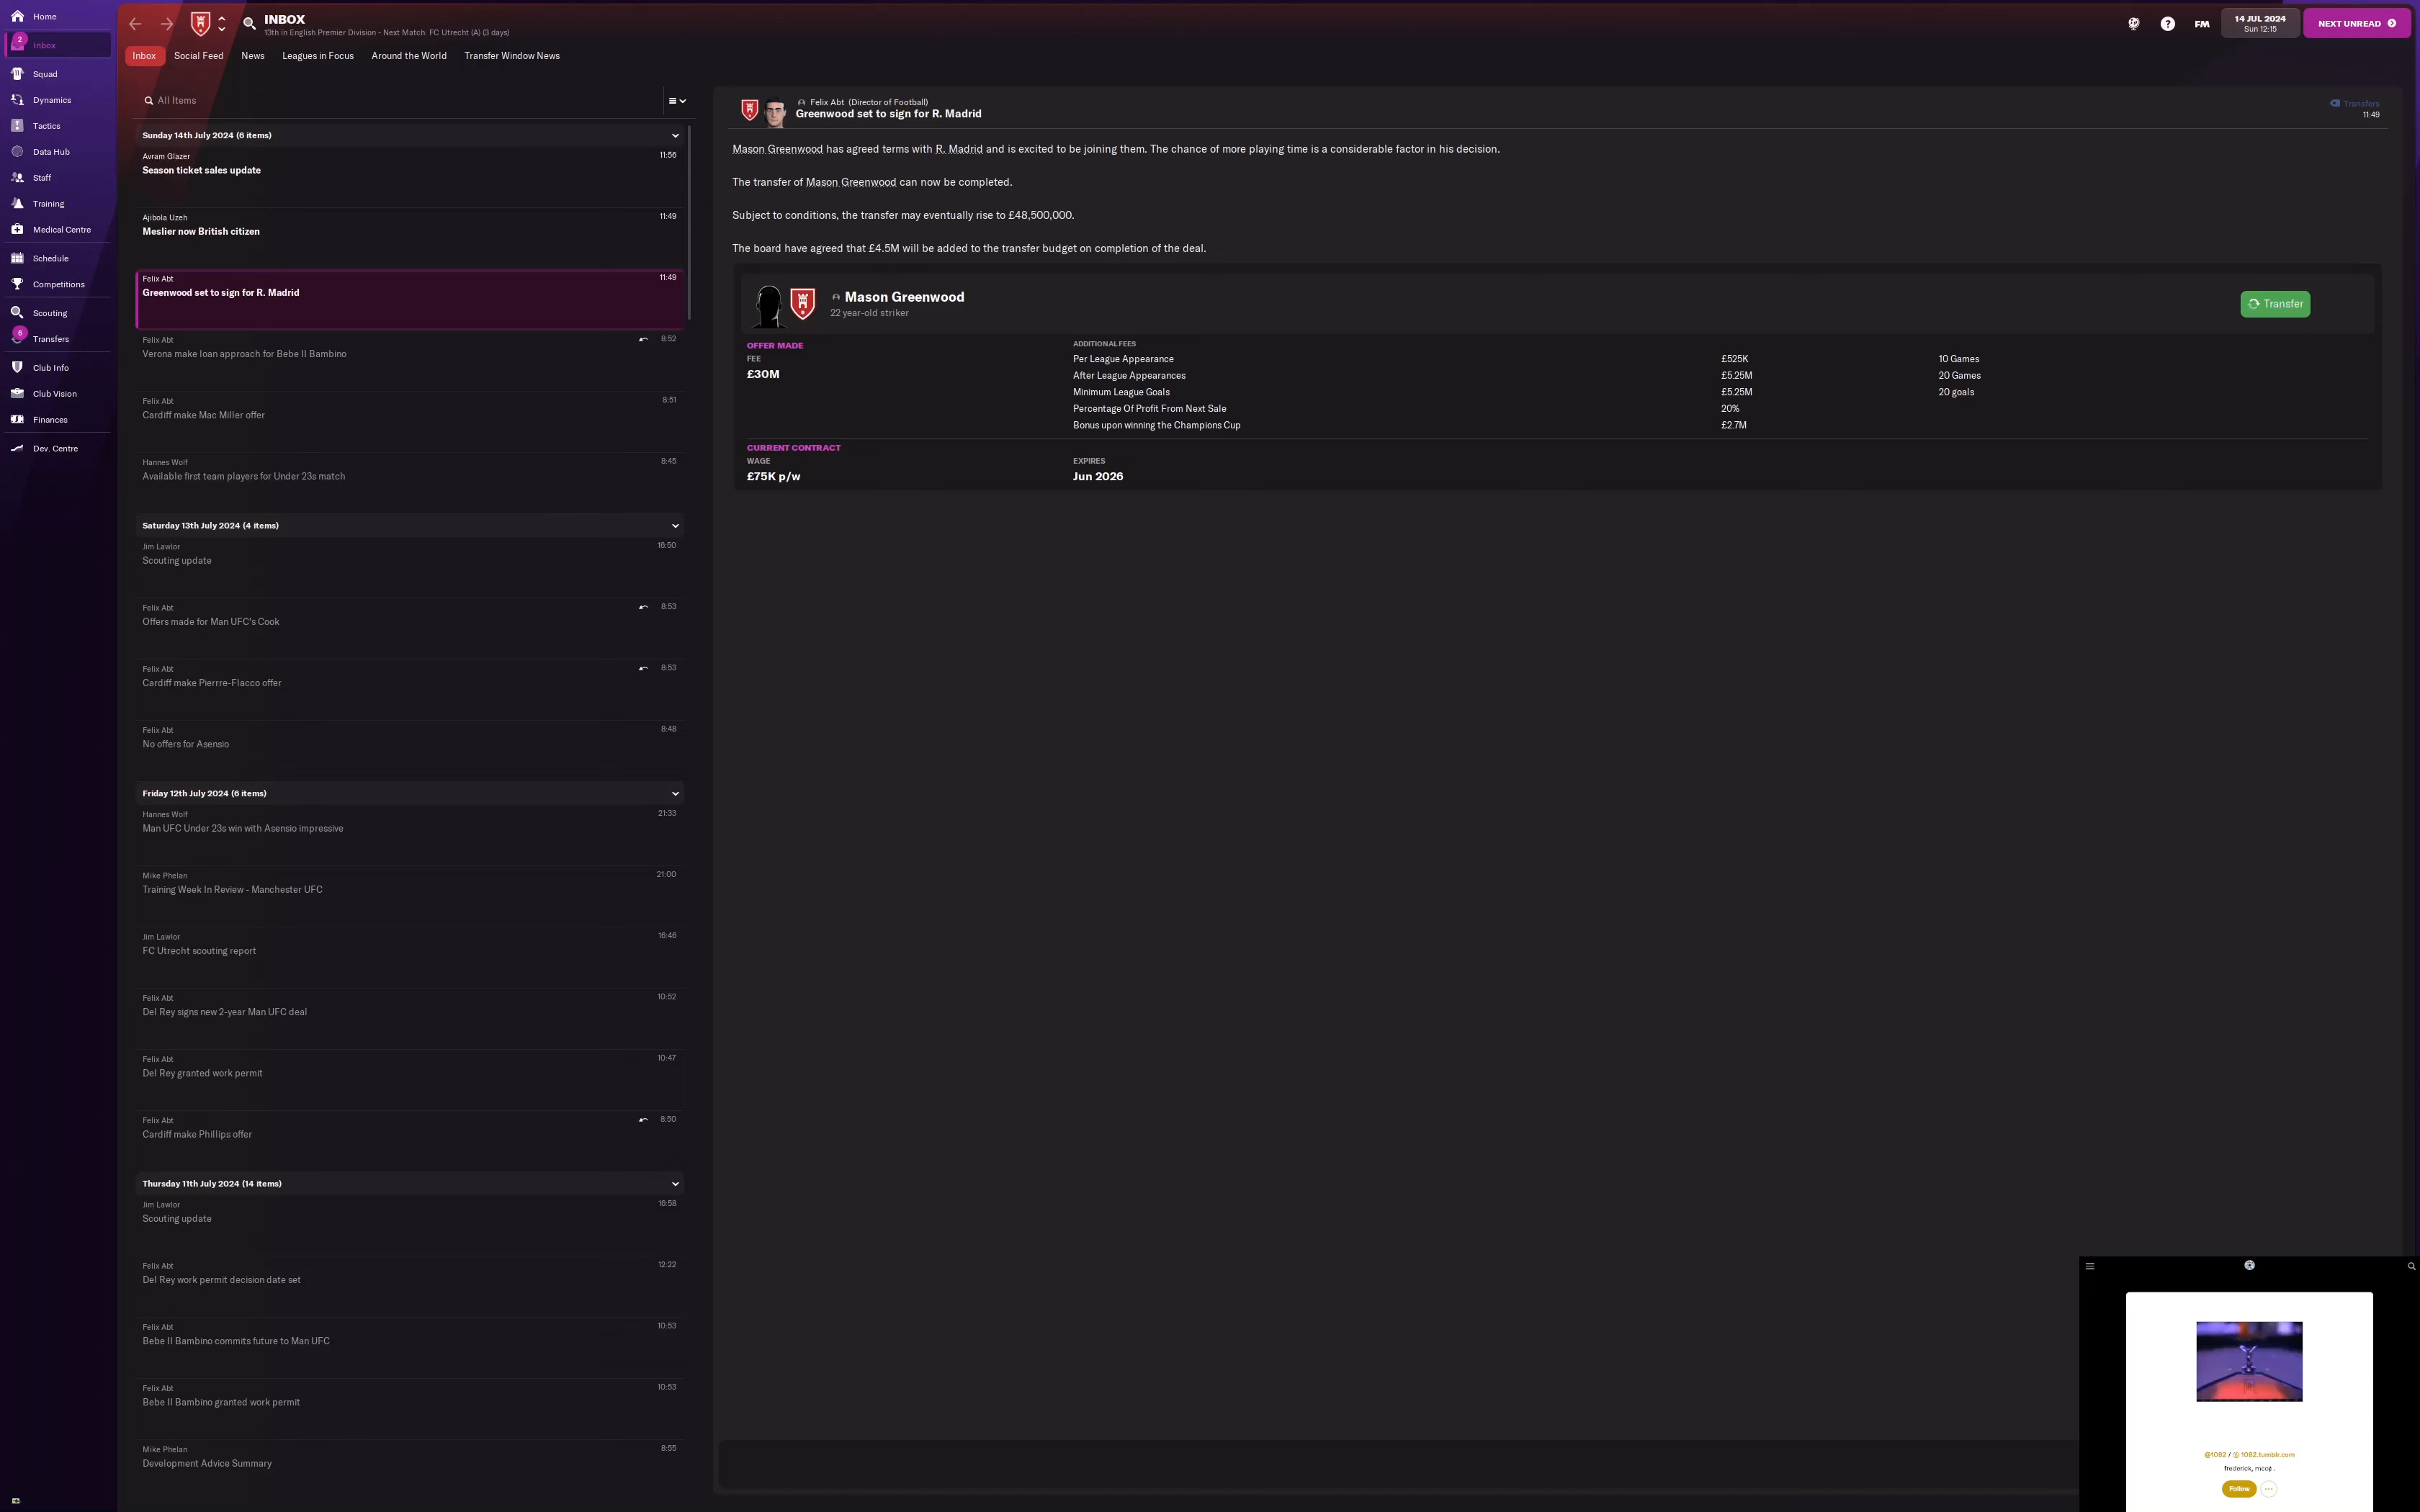 Home
2
Inbox
Squad
Dynamics
Tactics
Data Hub
Staff
Training
Medical Centre
Schedule
Competitions
Scouting
6
Transfers
Club Info
Club Vision
Finances
Dev. Centre
INBOX
13th in English Premier Division - Next Match: FC Utrecht (A) (3 days)
FM
14 JUL 2024
Sun 12:15
NEXT UNREAD
Inbox Social Feed News Leagues in Focus Around the World Transfer Window News
All Items
Sunday 14th July 2024 (6 items)
Avram Glazer 11:56
Season ticket sales update
Ajibola Uzeh 11:49
Meslier now British citizen
Felix Abt 11:49
Greenwood set to sign for R. Madrid
Felix Abt 8:52
Verona make loan approach for Bebe II Bambino
Felix Abt 8:51
Cardiff make Mac Miller offer
Hannes Wolf 8:45
Available first team players for Under 23s match
Saturday 13th July 2024 (4 items)
Jim Lawlor 16:50
Scouting update
Felix Abt 8:53
Offers made for Man UFC's Cook
Felix Abt 8:53
Cardiff make Pierrre-Flacco offer
Felix Abt 8:48
No offers for Asensio
Friday 12th July 2024 (6 items)
Hannes Wolf 21:33
Man UFC Under 23s win with Asensio impressive
Mike Phelan 21:00
Training Week In Review - Manchester UFC
Jim Lawlor 16:46
FC Utrecht scouting report
Felix Abt 10:52
Del Rey signs new 2-year Man UFC deal
Felix Abt 10:47
Del Rey granted work permit
Felix Abt 8:50
Cardiff make Phillips offer
Thursday 11th July 2024 (14 items)
Jim Lawlor 16:58
Scouting update
Felix Abt 12:22
Del Rey work permit decision date set
Felix Abt 10:53
Bebe II Bambino commits future to Man UFC
Felix Abt 10:53
Bebe II Bambino granted work permit
Mike Phelan 8:55
Development Advice Summary
Felix Abt (Director of Football)
Greenwood set to sign for R. Madrid
Transfers
11:49
Mason Greenwood has agreed terms with R. Madrid and is excited to be joining them. The chance of more playing time is a considerable factor in his decision.
The transfer of Mason Greenwood can now be completed.
Subject to conditions, the transfer may eventually rise to £48,500,000.
The board have agreed that £4.5M will be added to the transfer budget on completion of the deal.
Mason Greenwood
22 year-old striker
Transfer
OFFER MADE
FEE
£30M
ADDITIONAL FEES
Per League Appearance £525K 10 Games
After League Appearances £5.25M 20 Games
Minimum League Goals £5.25M 20 goals
Percentage Of Profit From Next Sale 20%
Bonus upon winning the Champions Cup £2.7M
CURRENT CONTRACT
WAGE
£75K p/w
EXPIRES
Jun 2026
@1082 / 1082.tumblr.com
frederick,
Follow